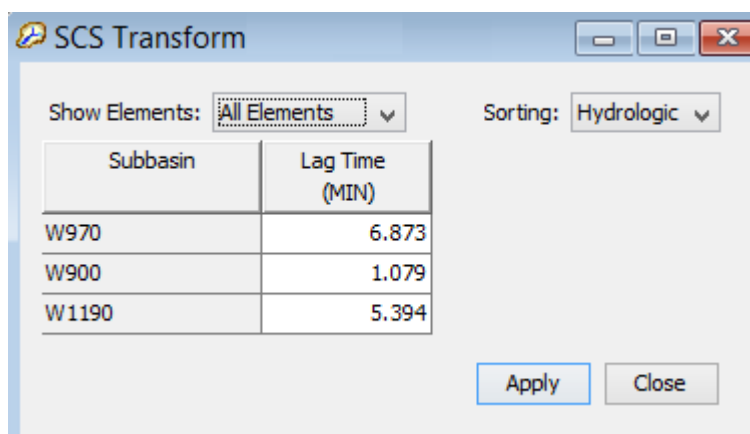 SCS Transform
Show Elements: All Elements Sorting: Hydrologic
Subbasin Lag Time
(MIN)
W970 6.873
W900 1.079
W1190 5.394
Apply Close